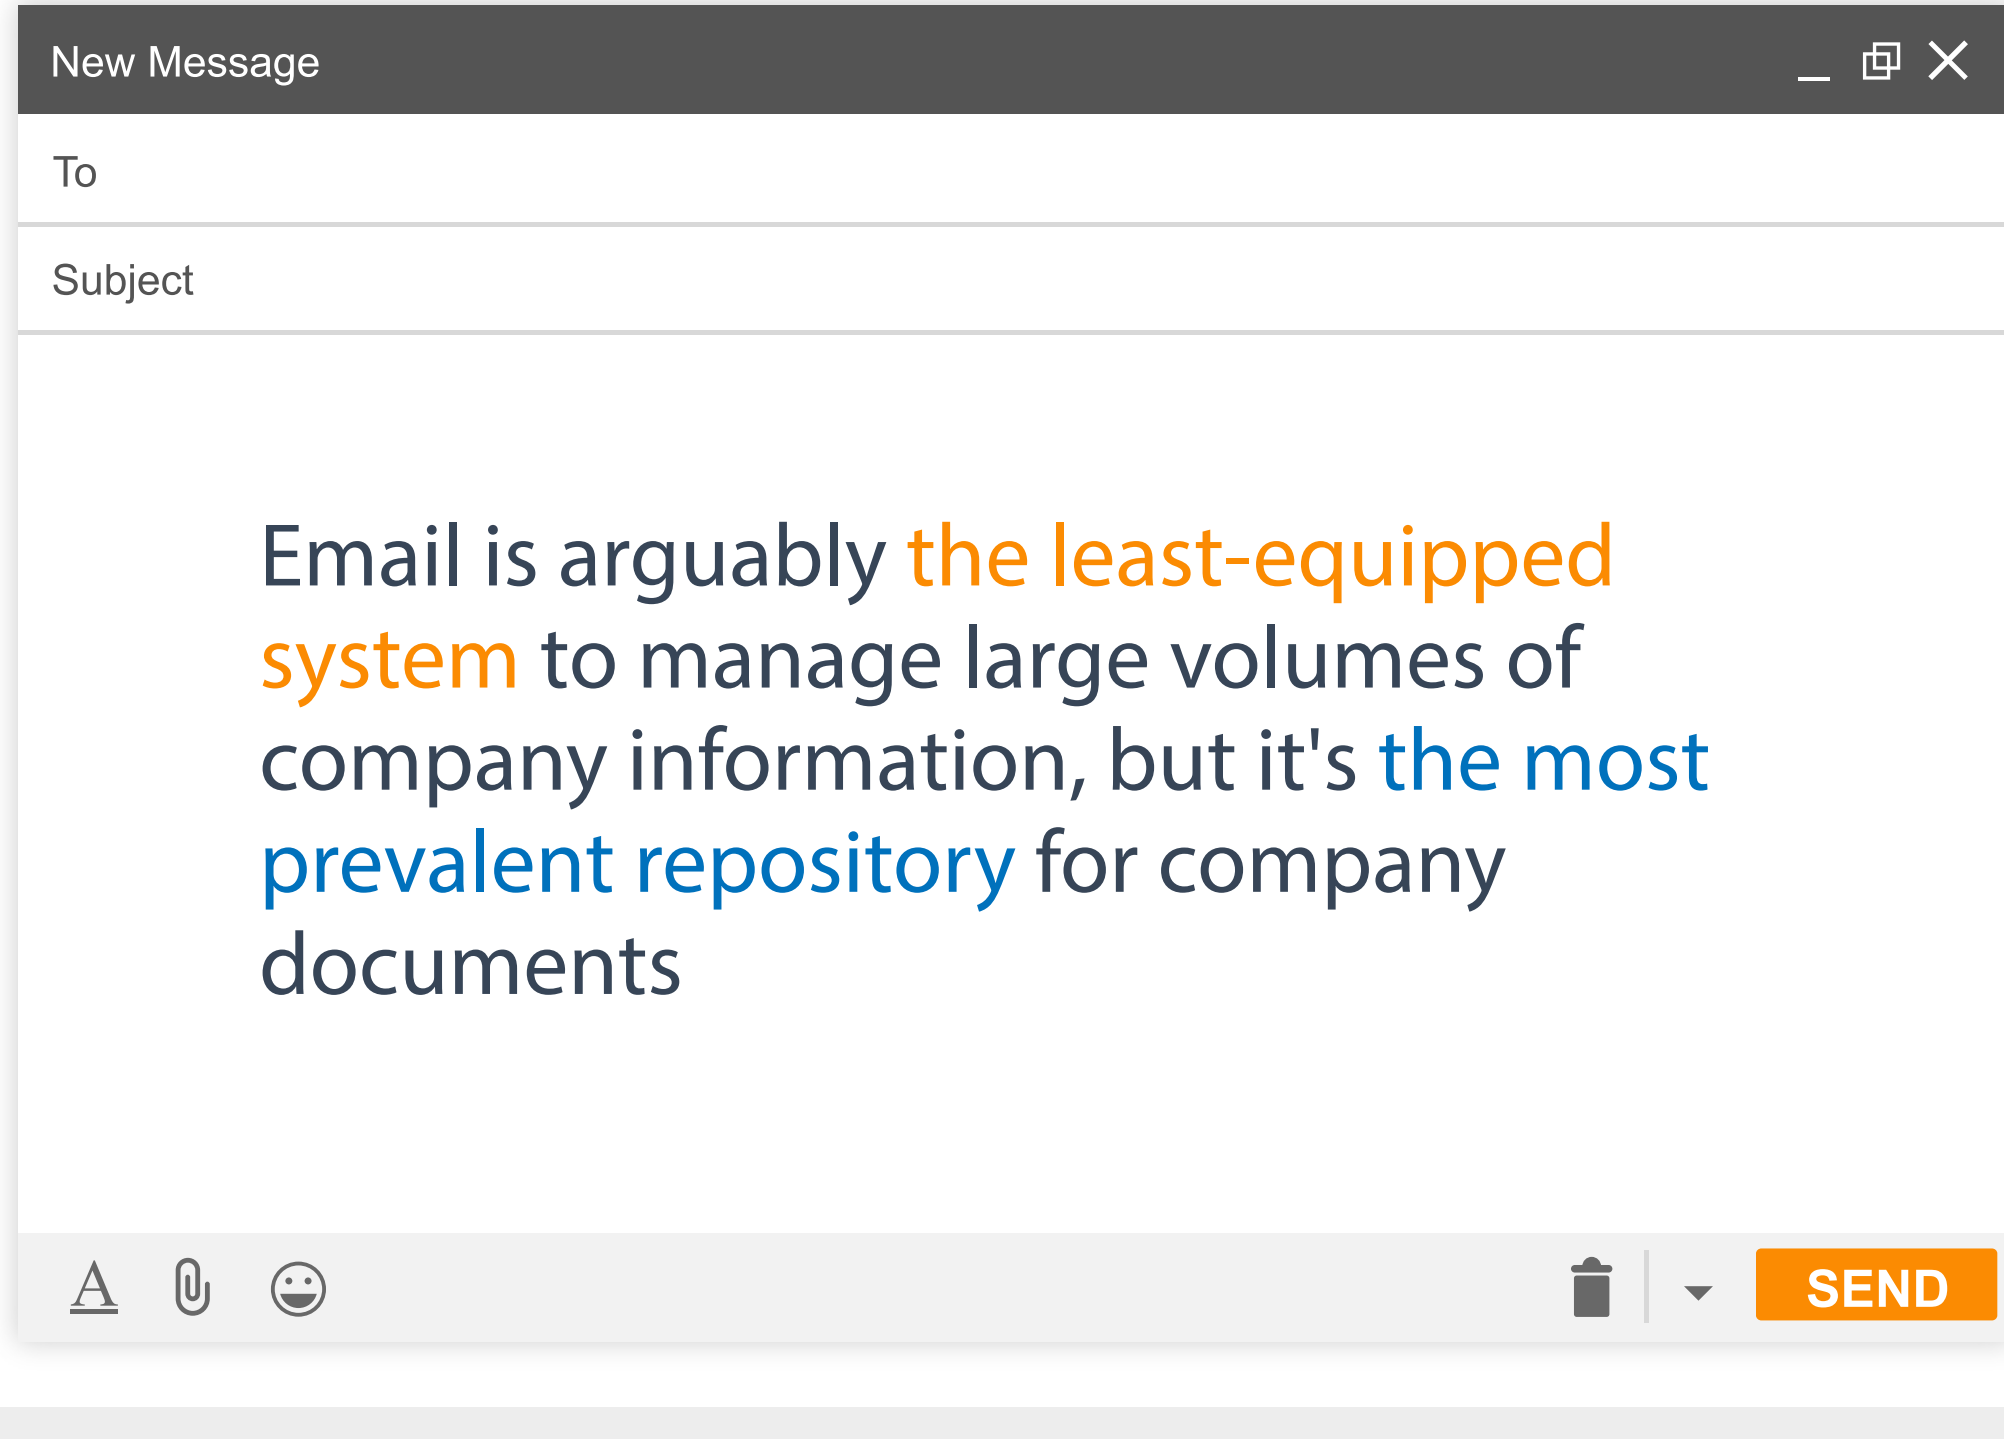 New Message
To
Subject
Email is arguably the least-equipped
system to manage large volumes of
company information, but it's the most
prevalent repository for company
documents
A
SEND